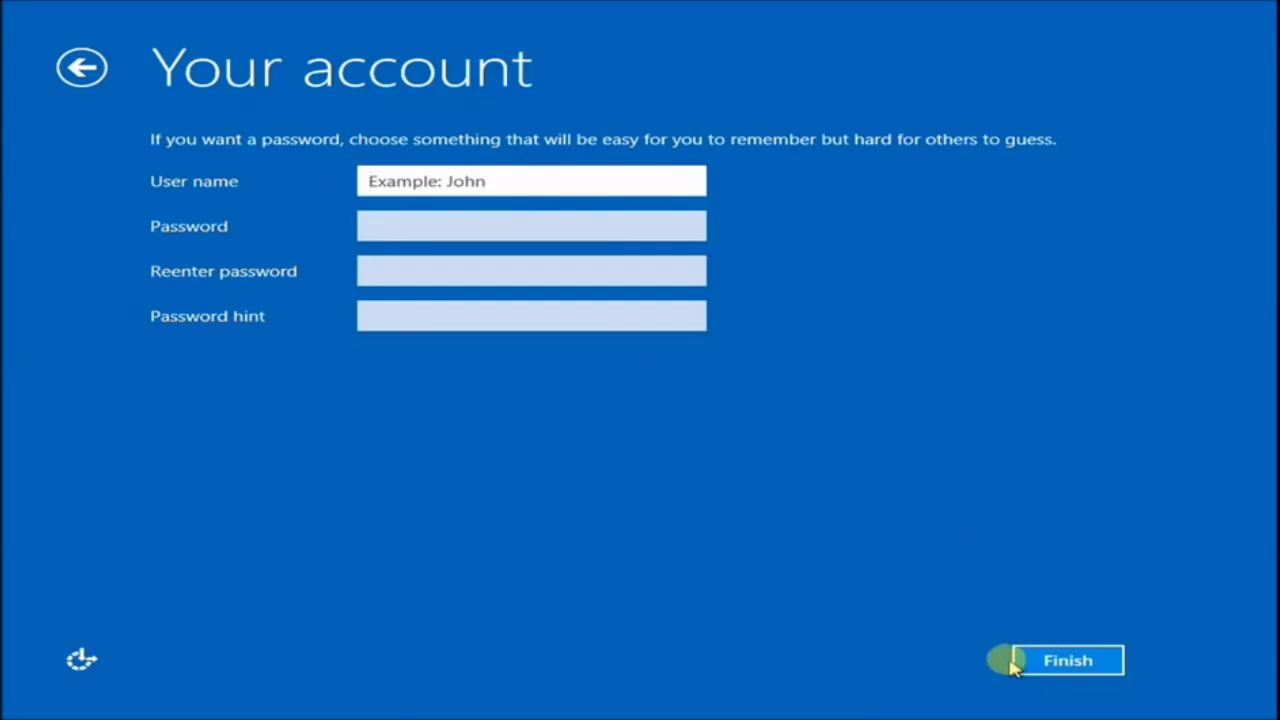 Your account
If you want a password, choose something that will be easy for you to remember but hard for others to guess.
User name
Example: John
Password
Reenter password
Password hint
Finish